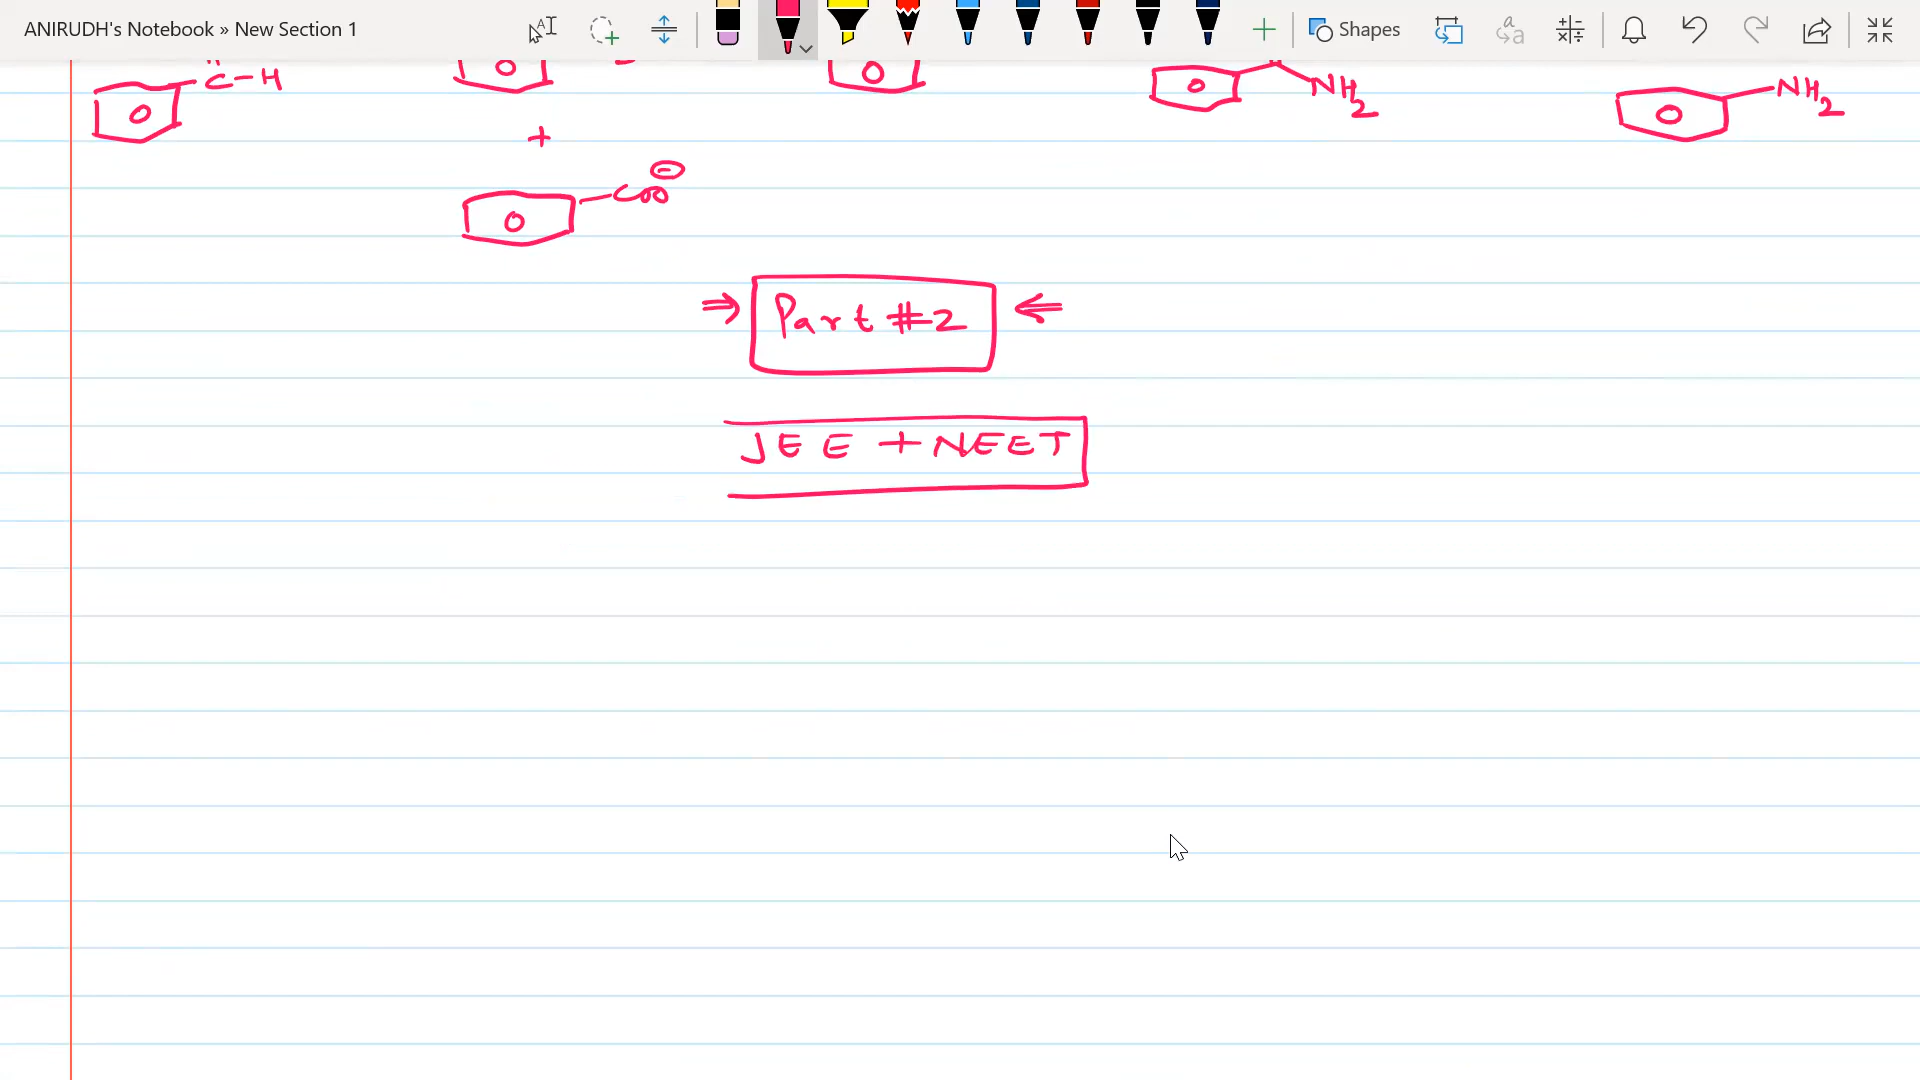 ANIRUDH's Notebook » New Section 1
Shapes
C-H
NH2
NH2
+
COO⊖
⇒ Part #2 ⇐
JEE + NEET